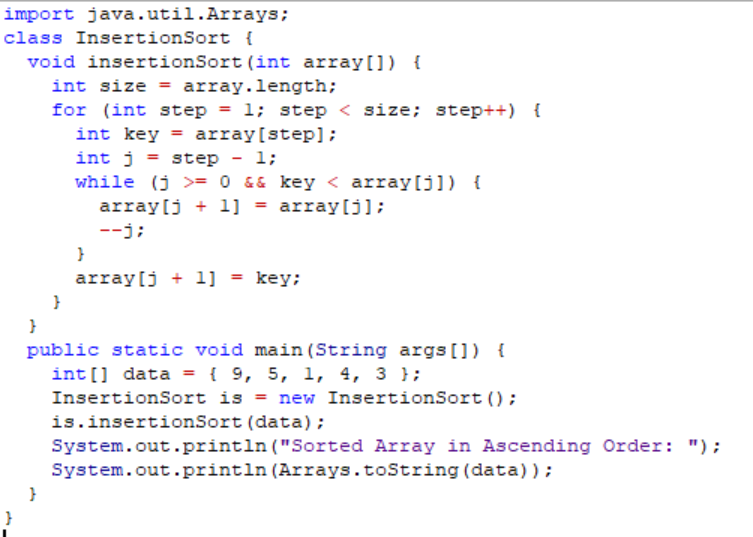 import java.util.Arrays;
class InsertionSort {
  void insertionSort(int array[]) {
    int size = array.length;
    for (int step = 1; step < size; step++) {
      int key = array[step];
      int j = step - 1;
      while (j >= 0 && key < array[j]) {
        array[j + 1] = array[j];
        --j;
      }
      array[j + 1] = key;
    }
  }
  public static void main(String args[]) {
    int[] data = { 9, 5, 1, 4, 3 };
    InsertionSort is = new InsertionSort();
    is.insertionSort(data);
    System.out.println("Sorted Array in Ascending Order: ");
    System.out.println(Arrays.toString(data));
  }
}